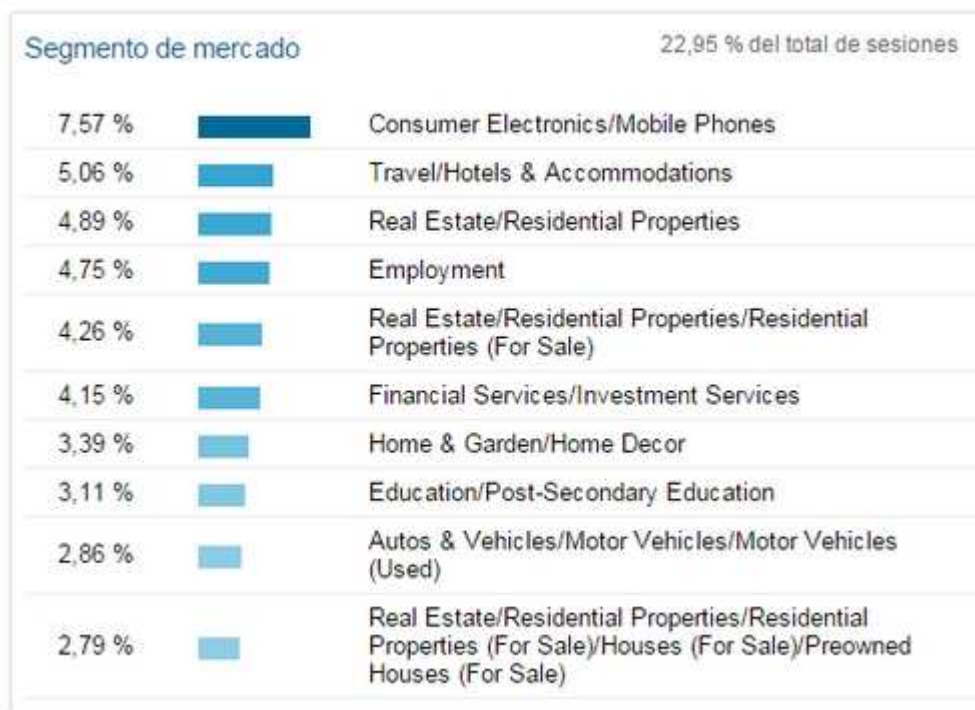 Segmento de mercado 22,95 % del total de sesiones
7,57 % Consumer Electronics/Mobile Phones
5,06 % Travel/Hotels & Accommodations
4,89 % Real Estate/Residential Properties
4,75 % Employment
4,26 % Real Estate/Residential Properties/Residential
Properties (For Sale)
4,15 % Financial Services/Investment Services
3,39 % Home & Garden/Home Decor
3,11 % Education/Post-Secondary Education
2,86 % Autos & Vehicles/Motor Vehicles/Motor Vehicles
(Used)
2,79 % Real Estate/Residential Properties/Residential
Properties (For Sale)/Houses (For Sale)/Preowned
Houses (For Sale)